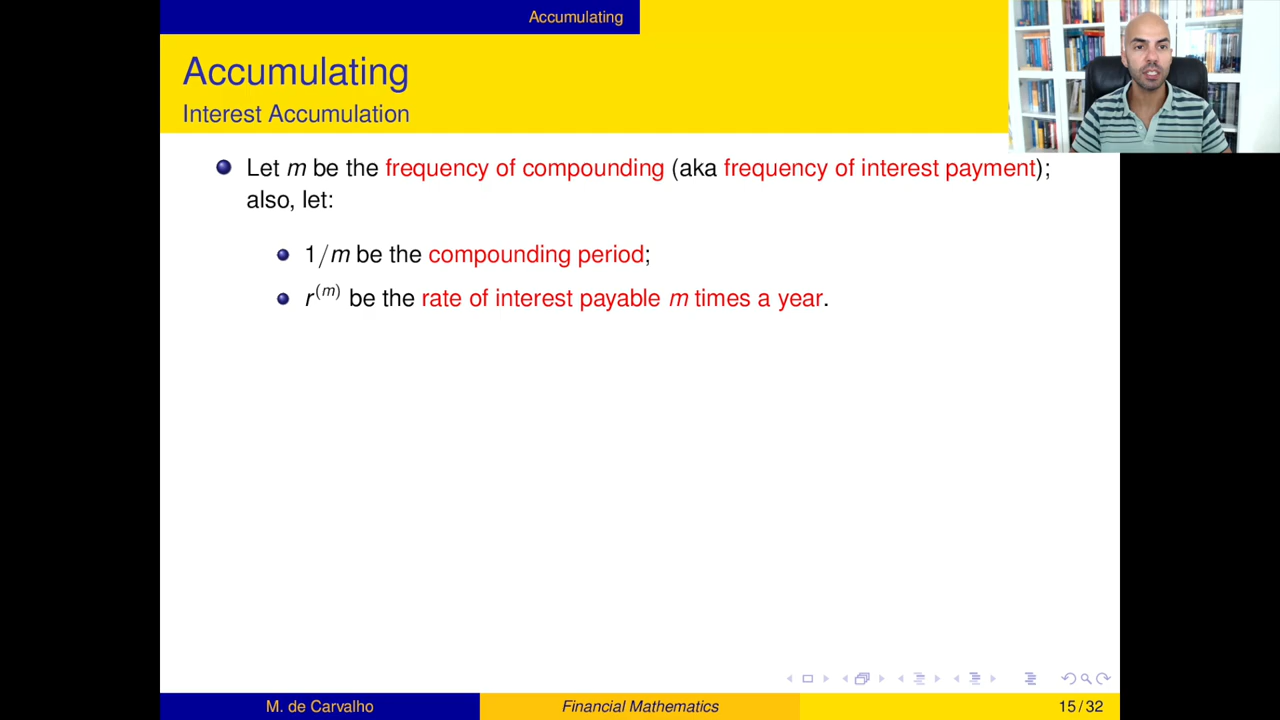 Accumulating
Accumulating
Interest Accumulation
Let m be the frequency of compounding (aka frequency of interest payment);
also, let:
1/m be the compounding period;
r^(m) be the rate of interest payable m times a year.
M. de Carvalho
Financial Mathematics
15 / 32